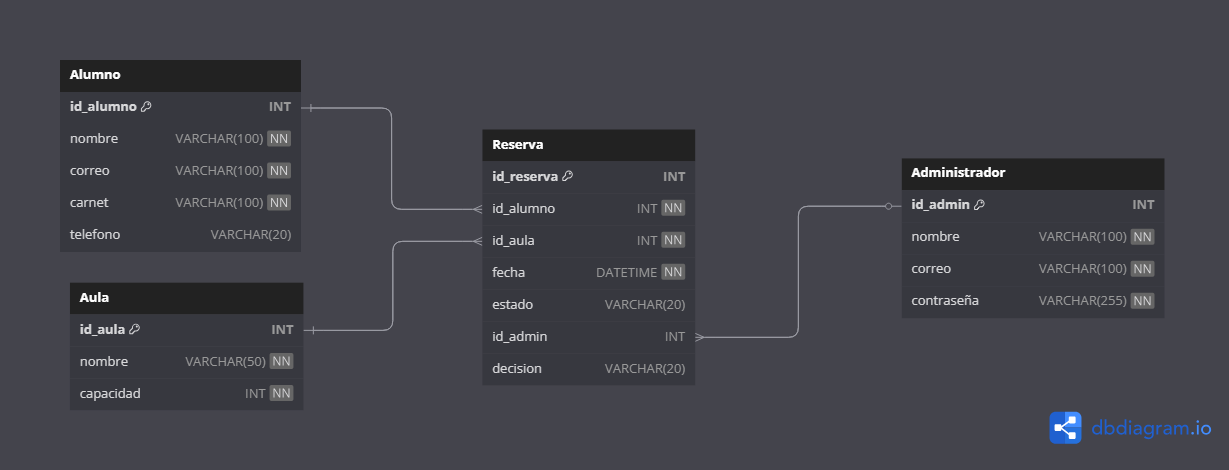 Alumno
id_alumno INT
nombre VARCHAR(100) NN
correo VARCHAR(100) NN
carnet VARCHAR(100) NN
telefono VARCHAR(20)
Aula
id_aula INT
nombre VARCHAR(50) NN
capacidad INT NN
Reserva
id_reserva INT
id_alumno INT NN
id_aula INT NN
fecha DATETIME NN
estado VARCHAR(20)
id_admin INT
decision VARCHAR(20)
Administrador
id_admin INT
nombre VARCHAR(100) NN
correo VARCHAR(100) NN
contraseña VARCHAR(255) NN
dbdiagram.io